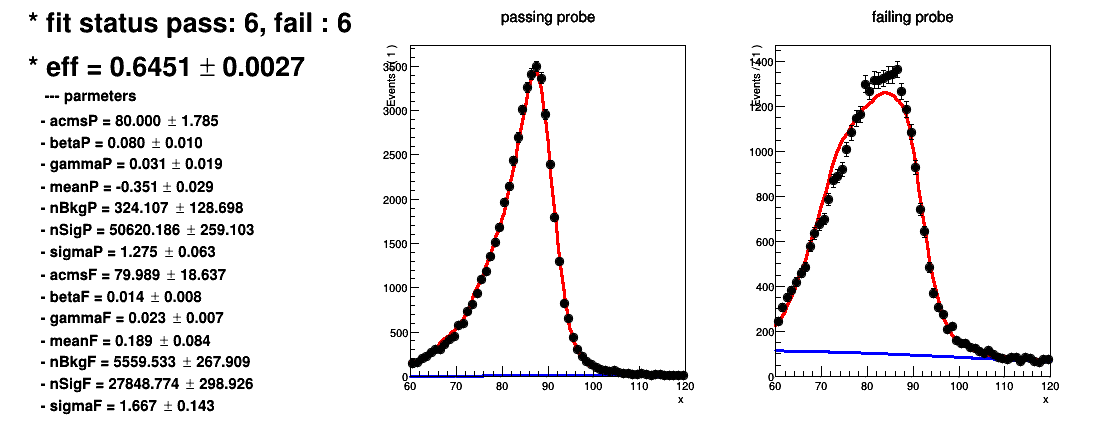 * fit status pass: 6, fail : 6
* eff = 0.6451 ± 0.0027
--- parmeters
- acmsP = 80.000 ± 1.785
- betaP = 0.080 ± 0.010
- gammaP = 0.031 ± 0.019
- meanP = -0.351 ± 0.029
- nBkgP = 324.107 ± 128.698
- nSigP = 50620.186 ± 259.103
- sigmaP = 1.275 ± 0.063
- acmsF = 79.989 ± 18.637
- betaF = 0.014 ± 0.008
- gammaF = 0.023 ± 0.007
- meanF = 0.189 ± 0.084
- nBkgF = 5559.533 ± 267.909
- nSigF = 27848.774 ± 298.926
- sigmaF = 1.667 ± 0.143
passing probe
Events / ( 1 )
3500
3000
2500
2000
1500
1000
500
0
60 70 80 90 100 110 120
x
failing probe
Events / ( 1 )
1400
1200
1000
800
600
400
200
0
60 70 80 90 100 110 120
x